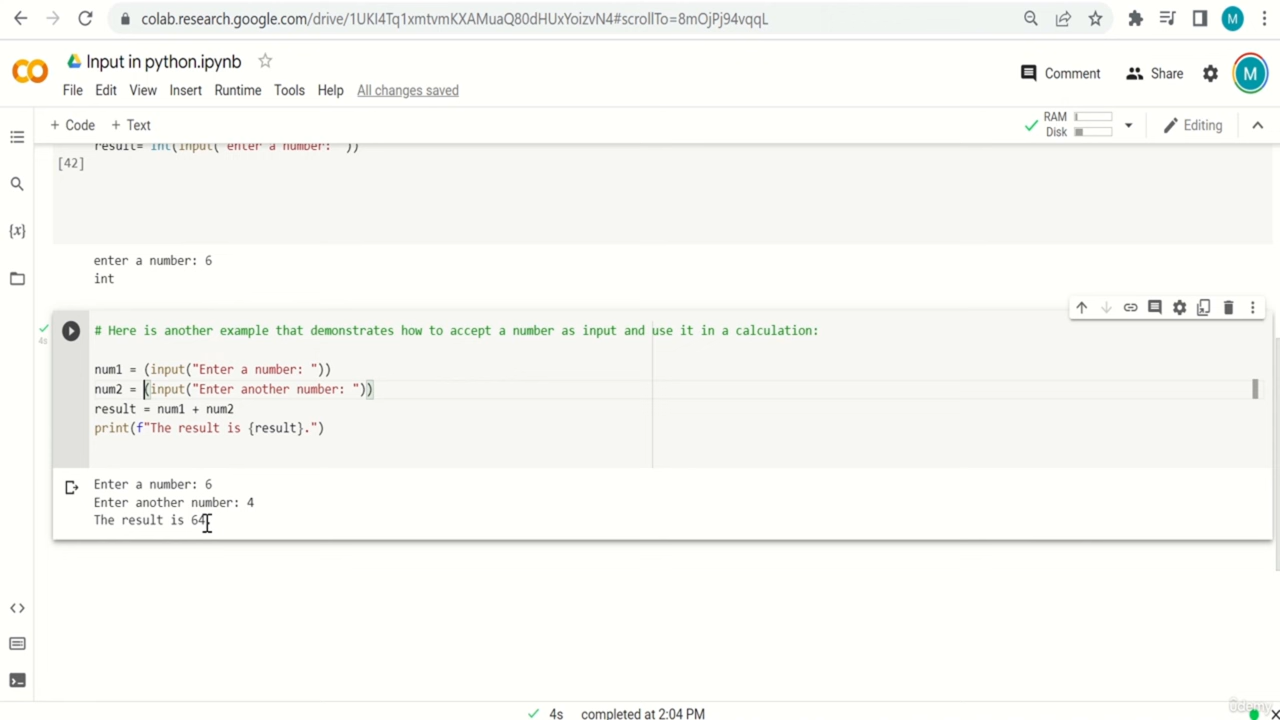 colab.research.google.com/drive/1UKI4Tq1xmtvmKXAMuaQ80dHUxYoizvN4#scrollTo=8mOjPj94vqqL
M
CO
Input in python.ipynb
Comment
Share
M
File Edit View Insert Runtime Tools Help All changes saved
+ Code + Text
RAM
Disk
Editing
result= int(input( enter a number: ))
[42]
enter a number: 6
int
4s
# Here is another example that demonstrates how to accept a number as input and use it in a calculation:
num1 = (input("Enter a number: "))
num2 = (input("Enter another number: "))
result = num1 + num2
print(f"The result is {result}.")
Enter a number: 6
Enter another number: 4
The result is 64.
{x}
<>
4s completed at 2:04 PM
ûdemy